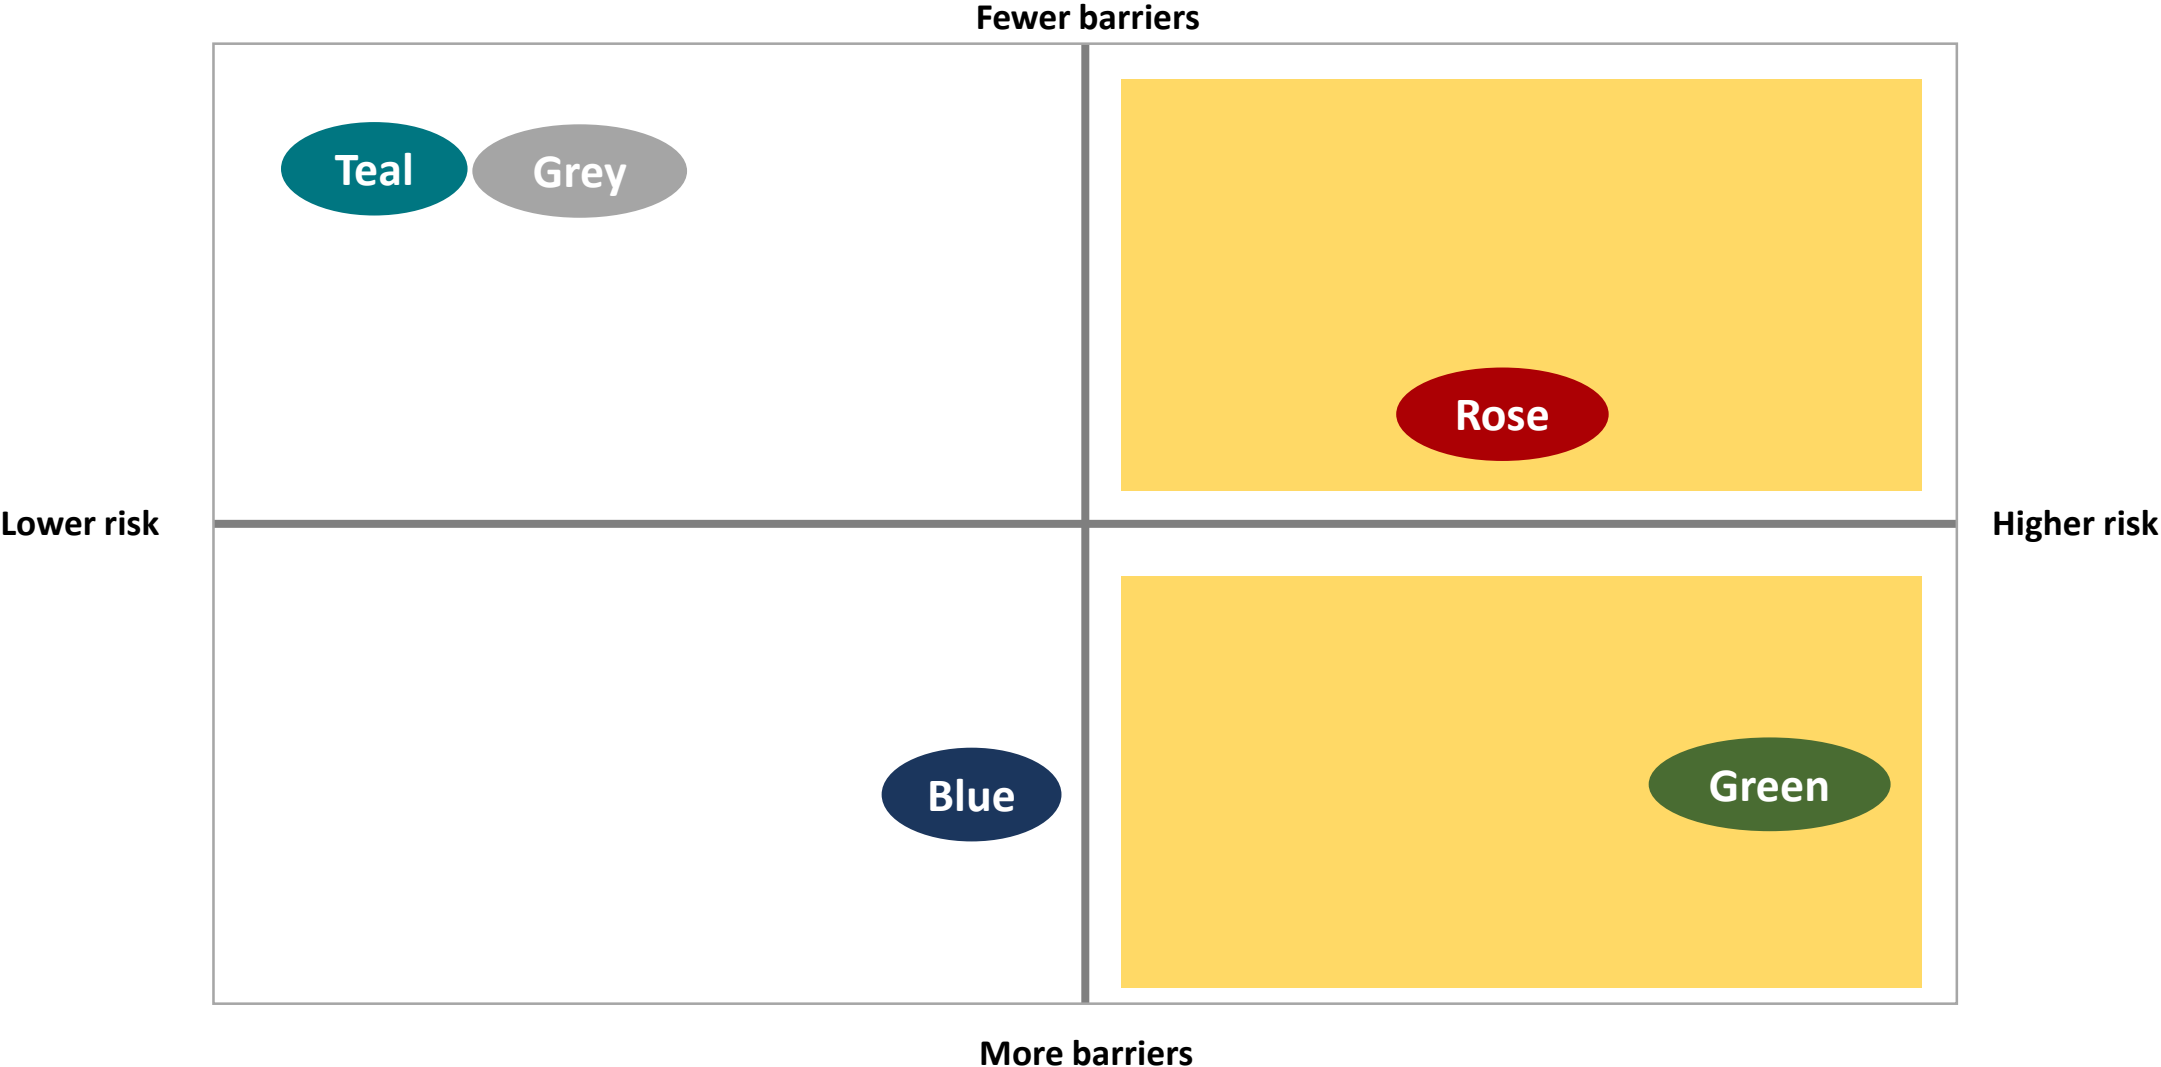 Fewer barriers
Teal
Grey
Rose
Lower risk
Higher risk
Blue
Green
More barriers